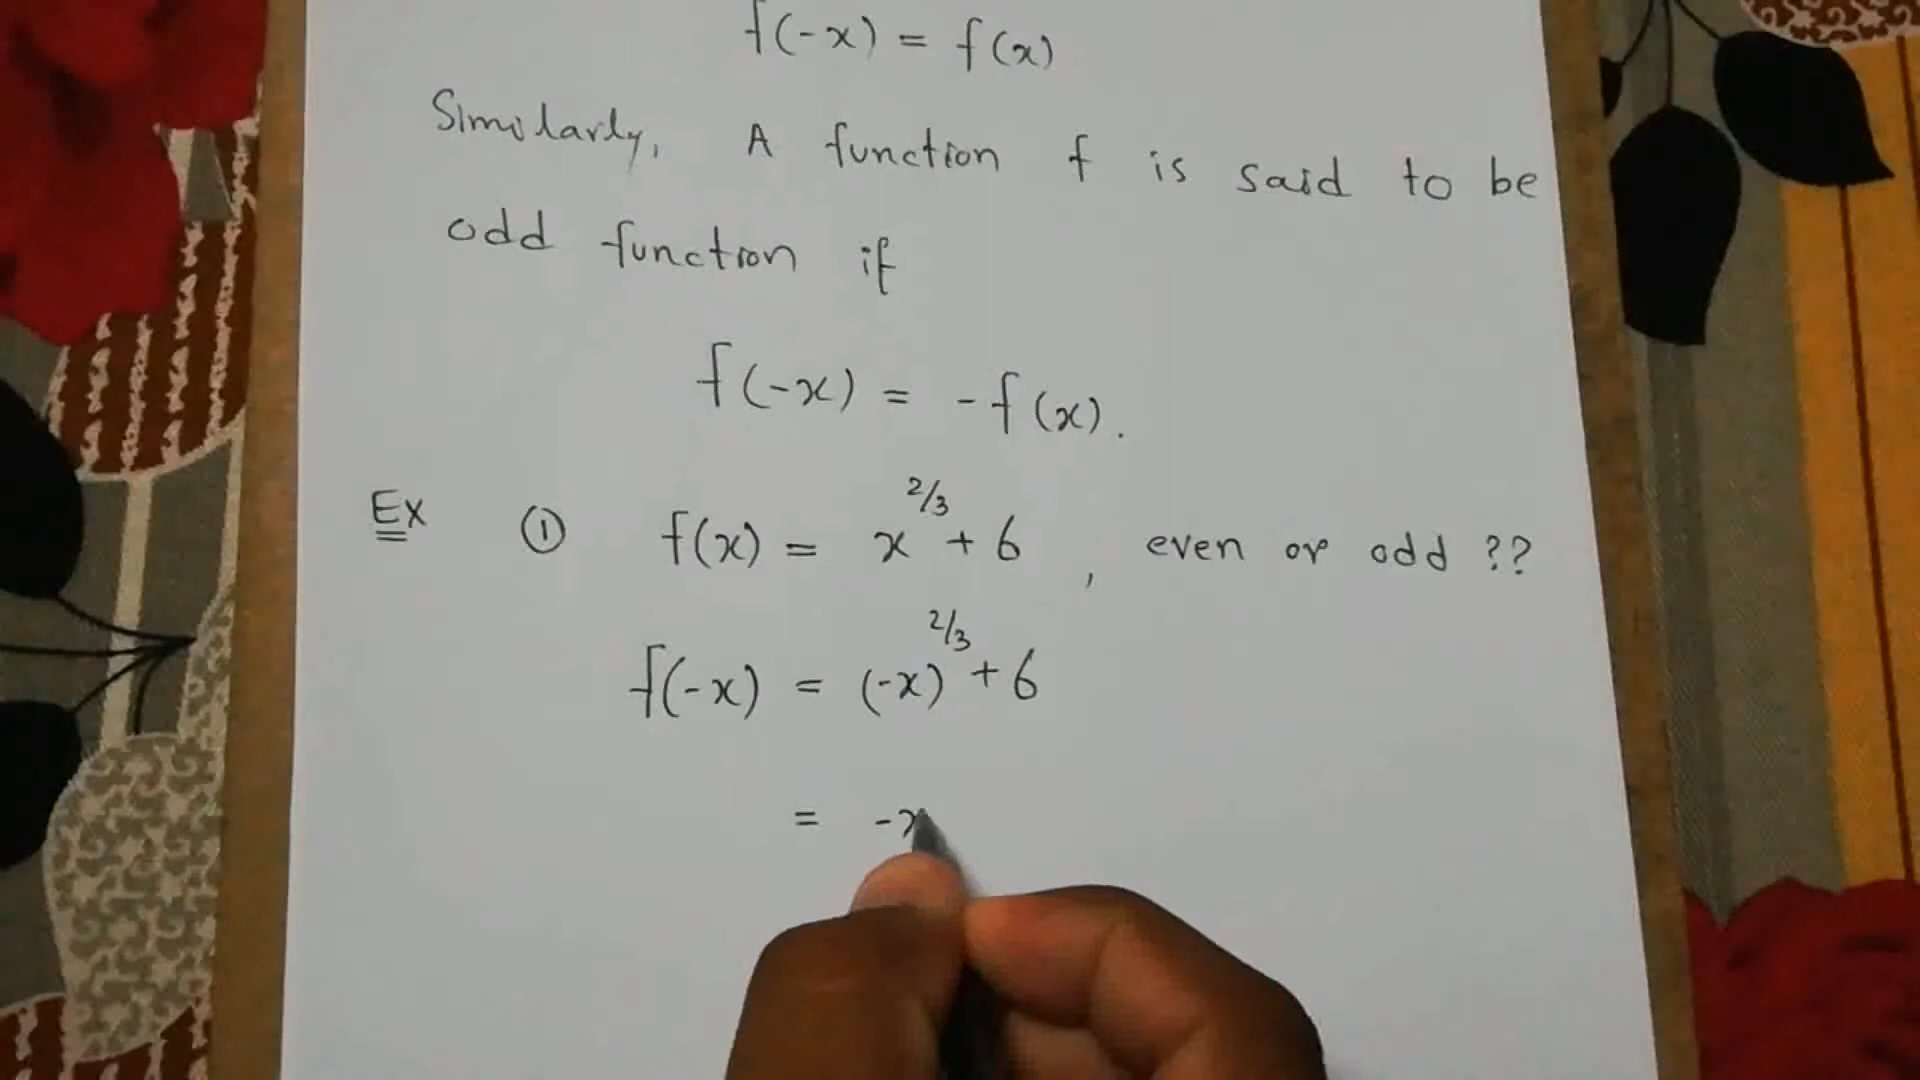 f(-x) = f(x)
Similarly, A function f is said to be
odd function if
f(-x) = -f(x).
Ex ① f(x) = x^2/3 + 6 , even or odd ??
f(-x) = (-x)^2/3 + 6
= -x